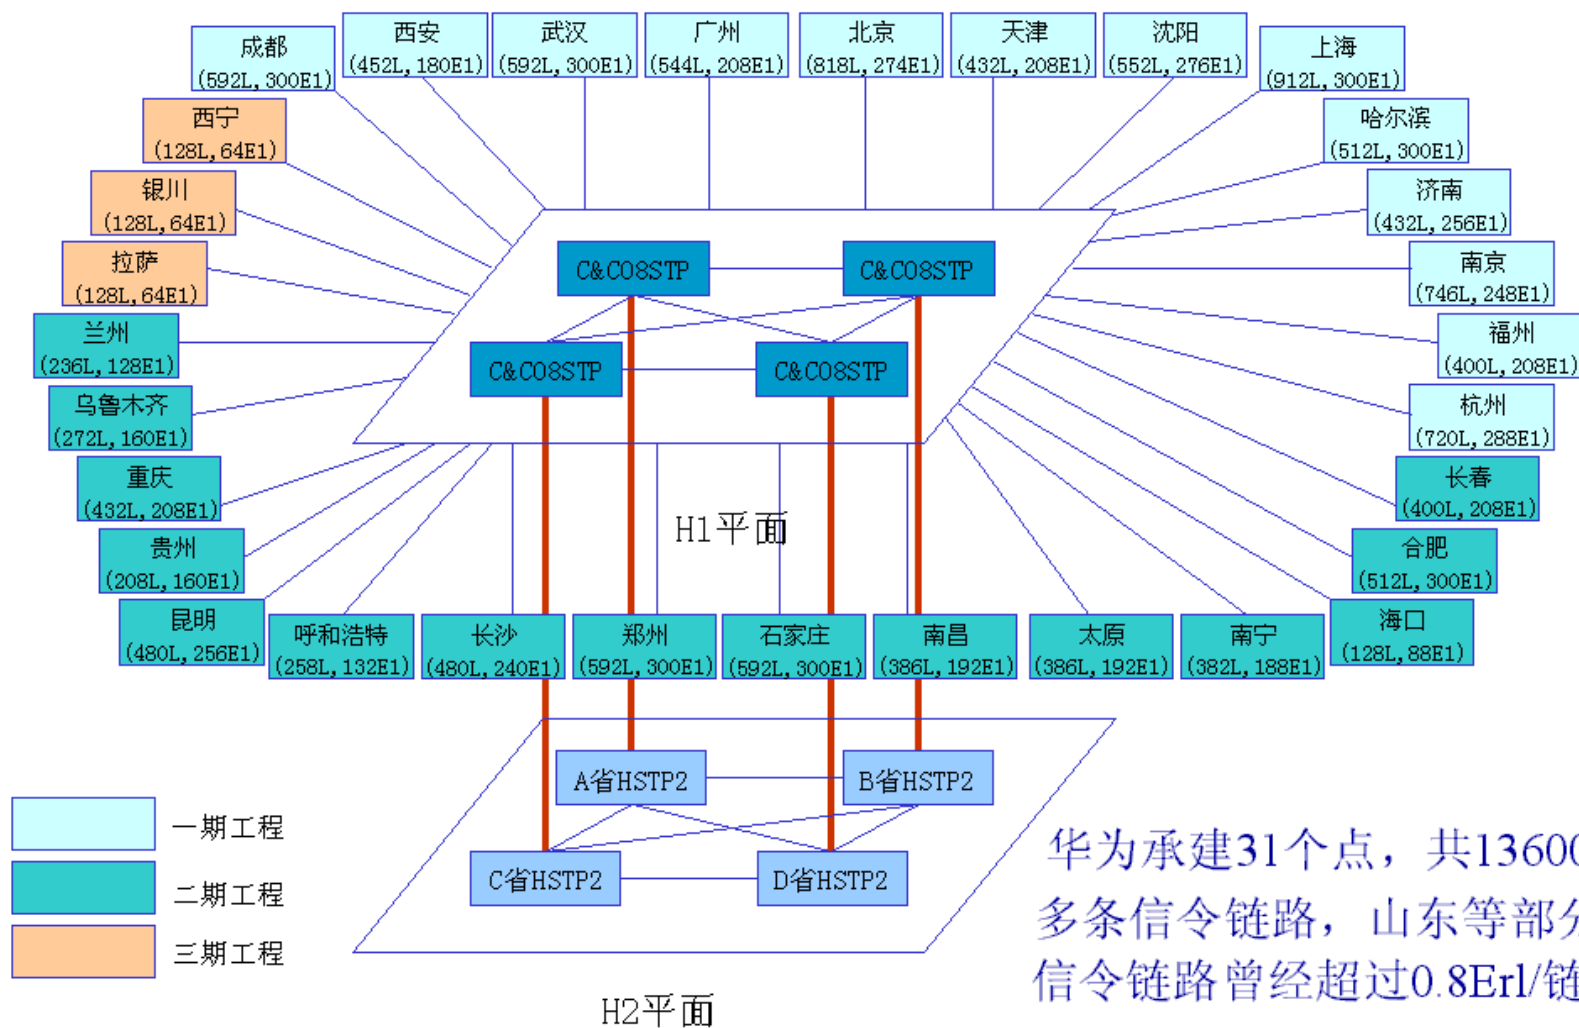 成都
(592L,300E1)
西安
(452L,180E1)
武汉
(592L,300E1)
广州
(544L,208E1)
北京
(818L,274E1)
天津
(432L,208E1)
沈阳
(552L,276E1)
上海
(912L,300E1)
西宁
(128L,64E1)
哈尔滨
(512L,300E1)
银川
(128L,64E1)
济南
(432L,256E1)
拉萨
(128L,64E1)
南京
(746L,248E1)
C&C08STP
C&C08STP
兰州
(236L,128E1)
福州
(400L,208E1)
C&C08STP
C&C08STP
乌鲁木齐
(272L,160E1)
杭州
(720L,288E1)
重庆
(432L,208E1)
长春
(400L,208E1)
H1平面
贵州
(208L,160E1)
合肥
(512L,300E1)
昆明
(480L,256E1)
呼和浩特
(258L,132E1)
长沙
(480L,240E1)
郑州
(592L,300E1)
石家庄
(592L,300E1)
南昌
(386L,192E1)
太原
(386L,192E1)
南宁
(382L,188E1)
海口
(128L,88E1)
A省HSTP2
B省HSTP2
C省HSTP2
D省HSTP2
H2平面
一期工程
二期工程
三期工程
华为承建31个点，共13600
多条信令链路，山东等部分
信令链路曾经超过0.8Erl/链